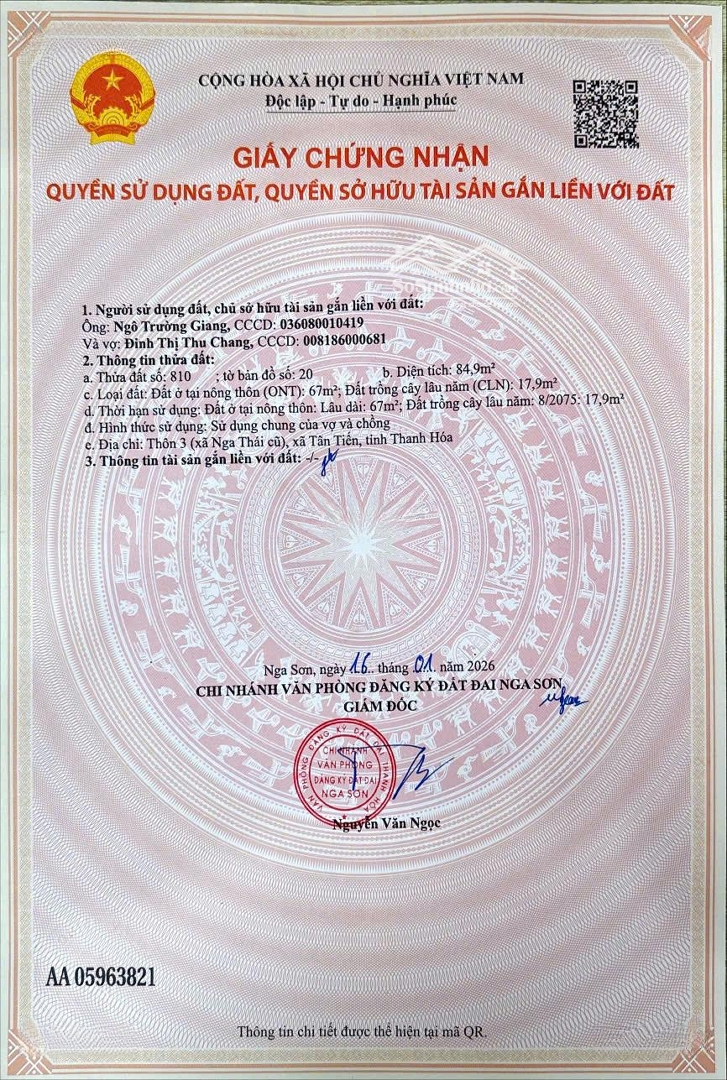 CỘNG HÒA XÃ HỘI CHỦ NGHĨA VIỆT NAM
Độc lập - Tự do - Hạnh phúc
GIẤY CHỨNG NHẬN
QUYỀN SỬ DỤNG ĐẤT, QUYỀN SỞ HỮU TÀI SẢN GẮN LIỀN VỚI ĐẤT
1. Người sử dụng đất, chủ sở hữu tài sản gắn liền với đất:
Ông: Ngô Trường Giang, CCCD: 036080010419
Và vợ: Đinh Thị Thu Chang, CCCD: 008186000681
2. Thông tin thửa đất:
a. Thửa đất số: 810 ; tờ bản đồ số: 20 b. Diện tích: 84,9m²
c. Loại đất: Đất ở tại nông thôn (ONT): 67m²; Đất trồng cây lâu năm (CLN): 17,9m²
d. Thời hạn sử dụng: Đất ở tại nông thôn: Lâu dài: 67m²; Đất trồng cây lâu năm: 8/2075: 17,9m²
đ. Hình thức sử dụng: Sử dụng chung của vợ và chồng
e. Địa chỉ: Thôn 3 (xã Nga Thái cũ), xã Tân Tiến, tỉnh Thanh Hóa
3. Thông tin tài sản gắn liền với đất: -/-
Nga Sơn, ngày 16.. tháng .01. năm 2026
CHI NHÁNH VĂN PHÒNG ĐĂNG KÝ ĐẤT ĐAI NGA SƠN
GIÁM ĐỐC
VĂN PHÒNG ĐĂNG KÝ ĐẤT ĐAI THANH HÓA
CHI NHÁNH
VĂN PHÒNG
ĐĂNG KÝ ĐẤT ĐAI
NGA SƠN
Nguyễn Văn Ngọc
AA 05963821
Thông tin chi tiết được thể hiện tại mã QR.